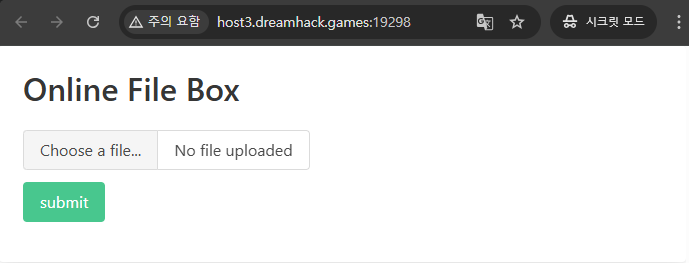 주의 요함 host3.dreamhack.games:19298 시크릿 모드
Online File Box
Choose a file... No file uploaded
submit